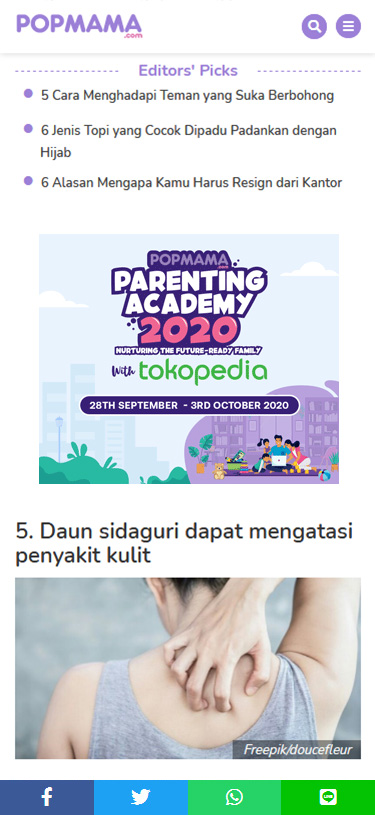 POPMAMA
.com
Editors' Picks
5 Cara Menghadapi Teman yang Suka Berbohong
6 Jenis Topi yang Cocok Dipadu Padankan dengan
Hijab
6 Alasan Mengapa Kamu Harus Resign dari Kantor
POPMAMA
.com
PARENTING
ACADEMY
2020
NURTURING THE FUTURE-READY FAMILY
With tokopedia
28TH SEPTEMBER - 3RD OCTOBER 2020
5. Daun sidaguri dapat mengatasi
penyakit kulit
Freepik/doucefleur
LINE